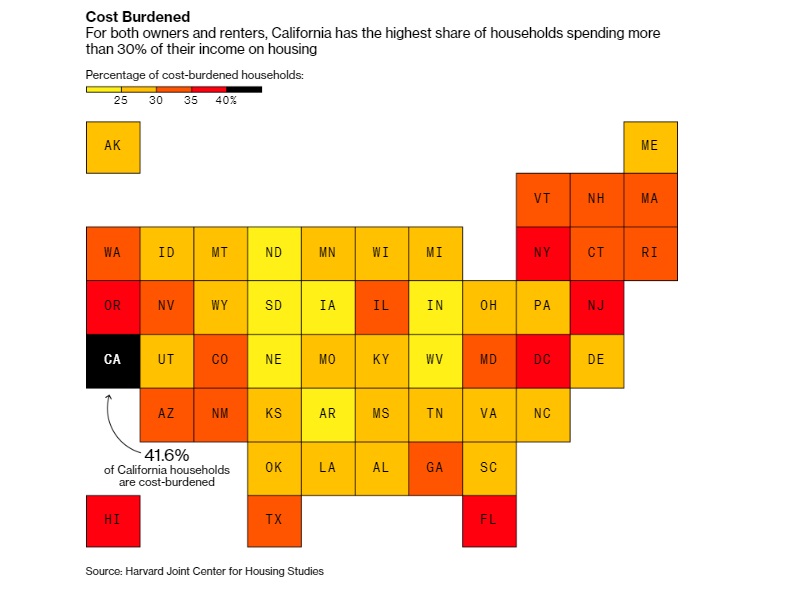 Cost Burdened
For both owners and renters, California has the highest share of households spending more
than 30% of their income on housing
Percentage of cost-burdened households:
25 30 35 40%
AK ME
VT NH MA
WA ID MT ND MN WI MI NY CT RI
OR NV WY SD IA IL IN OH PA NJ
CA UT CO NE MO KY WV MD DC DE
AZ NM KS AR MS TN VA NC
41.6%
of California households
are cost-burdened
OK LA AL GA SC
HI TX FL
Source: Harvard Joint Center for Housing Studies